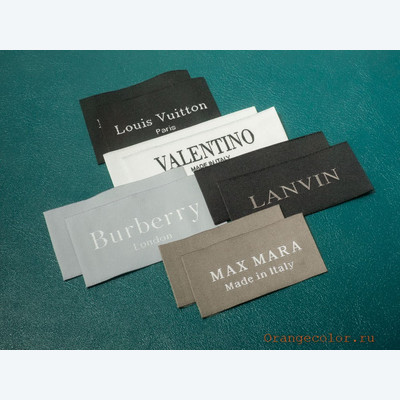 Louis Vuitton
Paris
VALENTINO
MADE IN ITALY
LANVIN
Burberry
London
MAX MARA
Made in Italy
Orangecolor.ru